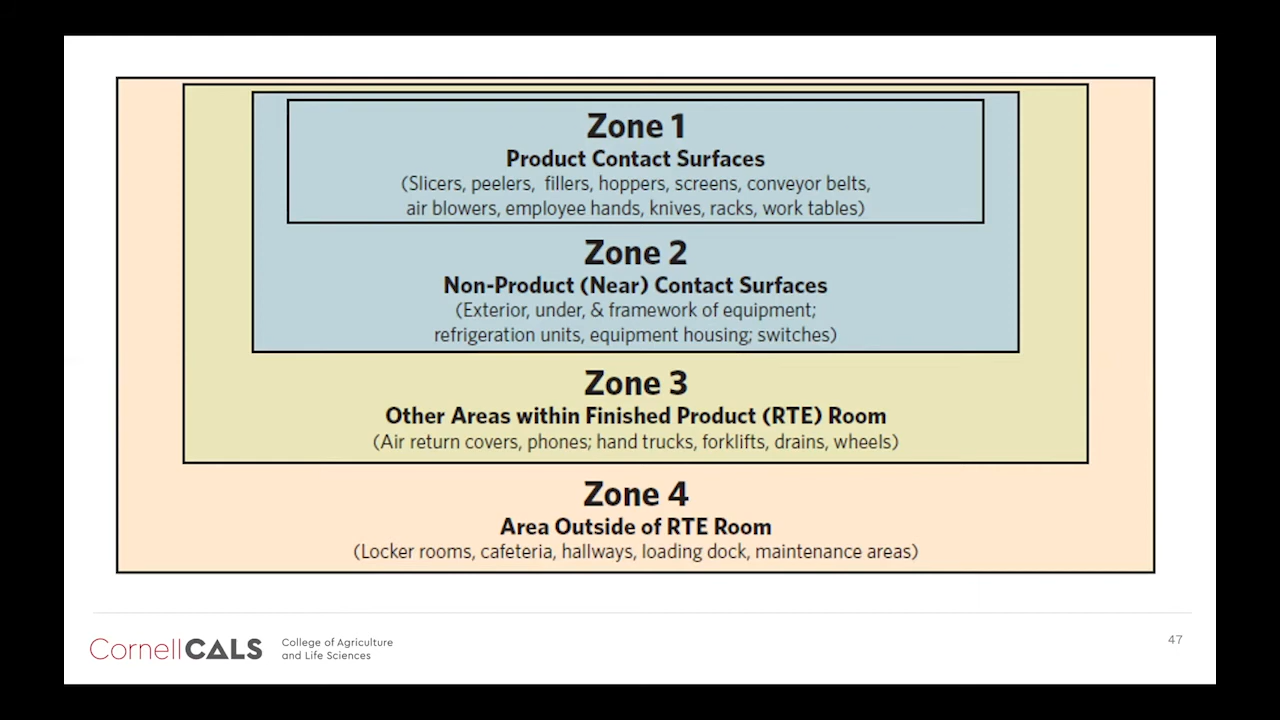 Zone 1
Product Contact Surfaces
(Slicers, peelers, fillers, hoppers, screens, conveyor belts,
air blowers, employee hands, knives, racks, work tables)
Zone 2
Non-Product (Near) Contact Surfaces
(Exterior, under, & framework of equipment;
refrigeration units, equipment housing; switches)
Zone 3
Other Areas within Finished Product (RTE) Room
(Air return covers, phones; hand trucks, forklifts, drains, wheels)
Zone 4
Area Outside of RTE Room
(Locker rooms, cafeteria, hallways, loading dock, maintenance areas)
CornellCALS
College of Agriculture
and Life Sciences
47